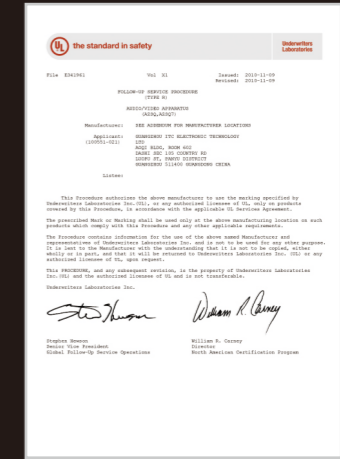 UL the standard in safety
Underwriters
Laboratories
File E341961 Vol X1 Issued: 2010-11-09
Revised: 2010-11-09
FOLLOW-UP SERVICE PROCEDURE
(TYPE R)
AUDIO/VIDEO APPARATUS
(AZSQ, AZSQ7)
Manufacturer: SEE ADDENDUM FOR MANUFACTURER LOCATIONS
Applicant: GUANGZHOU ITC ELECTRONIC TECHNOLOGY
(100551-021) LTD
AOQI BLDG, ROOM 602
DASHI SEC 105 COUNTRY RD
LUOPU ST, PANYU DISTRICT
GUANGZHOU 511400 GUANGDONG CHINA
Listee:
This Procedure authorizes the above manufacturer to use the marking specified by
Underwriters Laboratories Inc.(UL), or any authorized licensee of UL, only on products
covered by this Procedure, in accordance with the applicable UL Services Agreement.
The prescribed Mark or Marking shall be used only at the above manufacturing location on such
products which comply with this Procedure and any other applicable requirements.
The Procedure contains information for the use of the above named Manufacturer and
representatives of Underwriters Laboratories Inc. and is not to be used for any other purpose.
It is lent to the Manufacturer with the understanding that it is not to be copied, either
wholly or in part, and that it will be returned to Underwriters Laboratories Inc. (UL) or any
authorized licensee of UL, upon request.
This PROCEDURE, and any subsequent revision, is the property of Underwriters Laboratories
Inc.(UL) and the authorized licensee of UL and is not transferable.
Underwriters Laboratories Inc.
William R. Carney
Stephen Hewson William R. Carney
Senior Vice President Director
Global Follow-Up Service Operations North American Certification Program